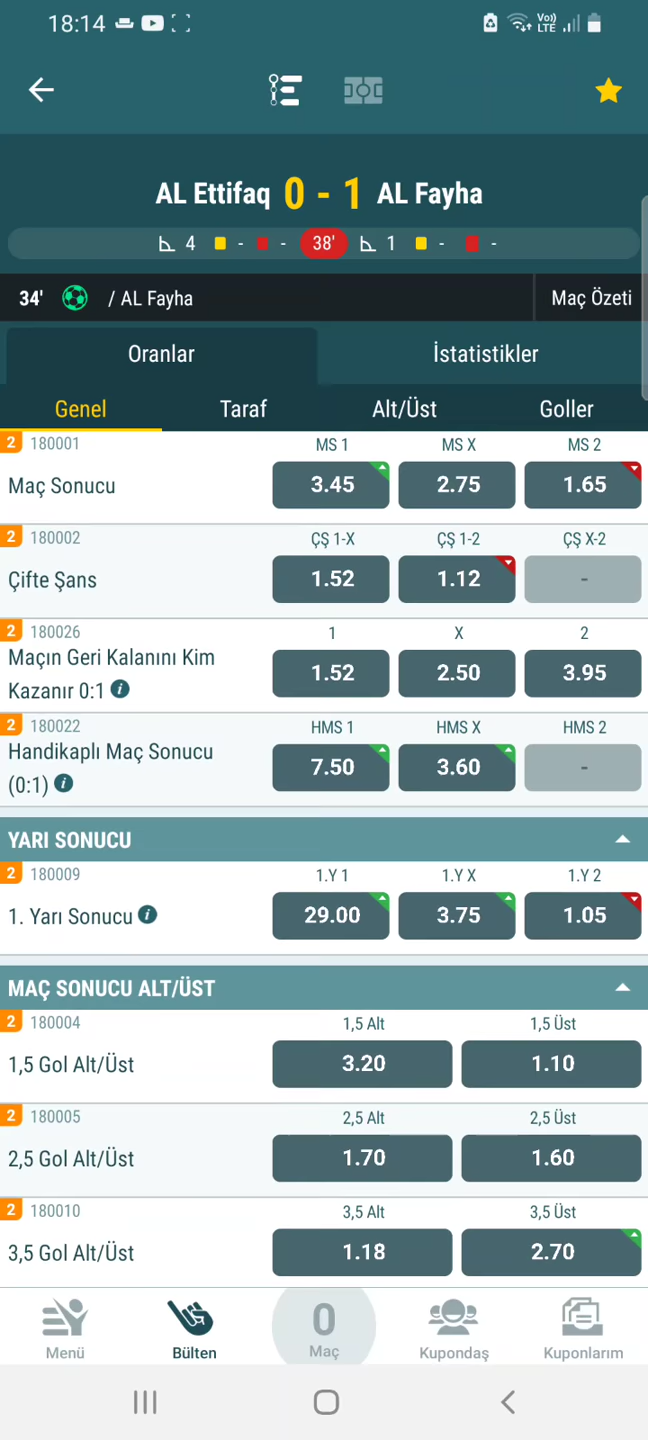 18:14 Vo)) LTE
AL Ettifaq 0 - 1 AL Fayha
4 - - 38' 1 - -
34' / AL Fayha Maç Özeti
Oranlar İstatistikler
Genel Taraf Alt/Üst Goller
2 180001 MS 1 MS X MS 2
Maç Sonucu 3.45 2.75 1.65
2 180002 ÇŞ 1-X ÇŞ 1-2 ÇŞ X-2
Çifte Şans 1.52 1.12 -
2 180026 1 X 2
Maçın Geri Kalanını Kim
Kazanır 0:1 i 1.52 2.50 3.95
2 180022 HMS 1 HMS X HMS 2
Handikaplı Maç Sonucu
(0:1) i 7.50 3.60 -
YARI SONUCU
2 180009 1.Y 1 1.Y X 1.Y 2
1. Yarı Sonucu i 29.00 3.75 1.05
MAÇ SONUCU ALT/ÜST
2 180004 1,5 Alt 1,5 Üst
1,5 Gol Alt/Üst 3.20 1.10
2 180005 2,5 Alt 2,5 Üst
2,5 Gol Alt/Üst 1.70 1.60
2 180010 3,5 Alt 3,5 Üst
3,5 Gol Alt/Üst 1.18 2.70
0
Menü Bülten Maç Kupondaş Kuponlarım